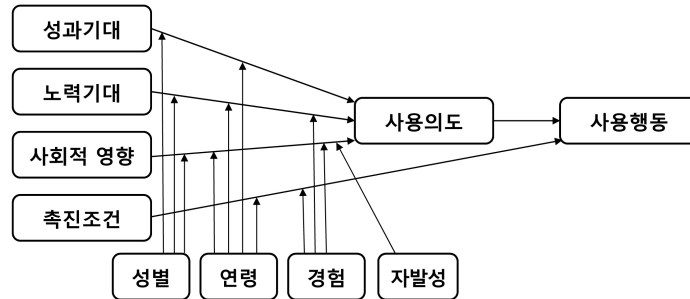 성과기대
노력기대
사회적 영향
촉진조건
사용의도
사용행동
성별
연령
경험
자발성